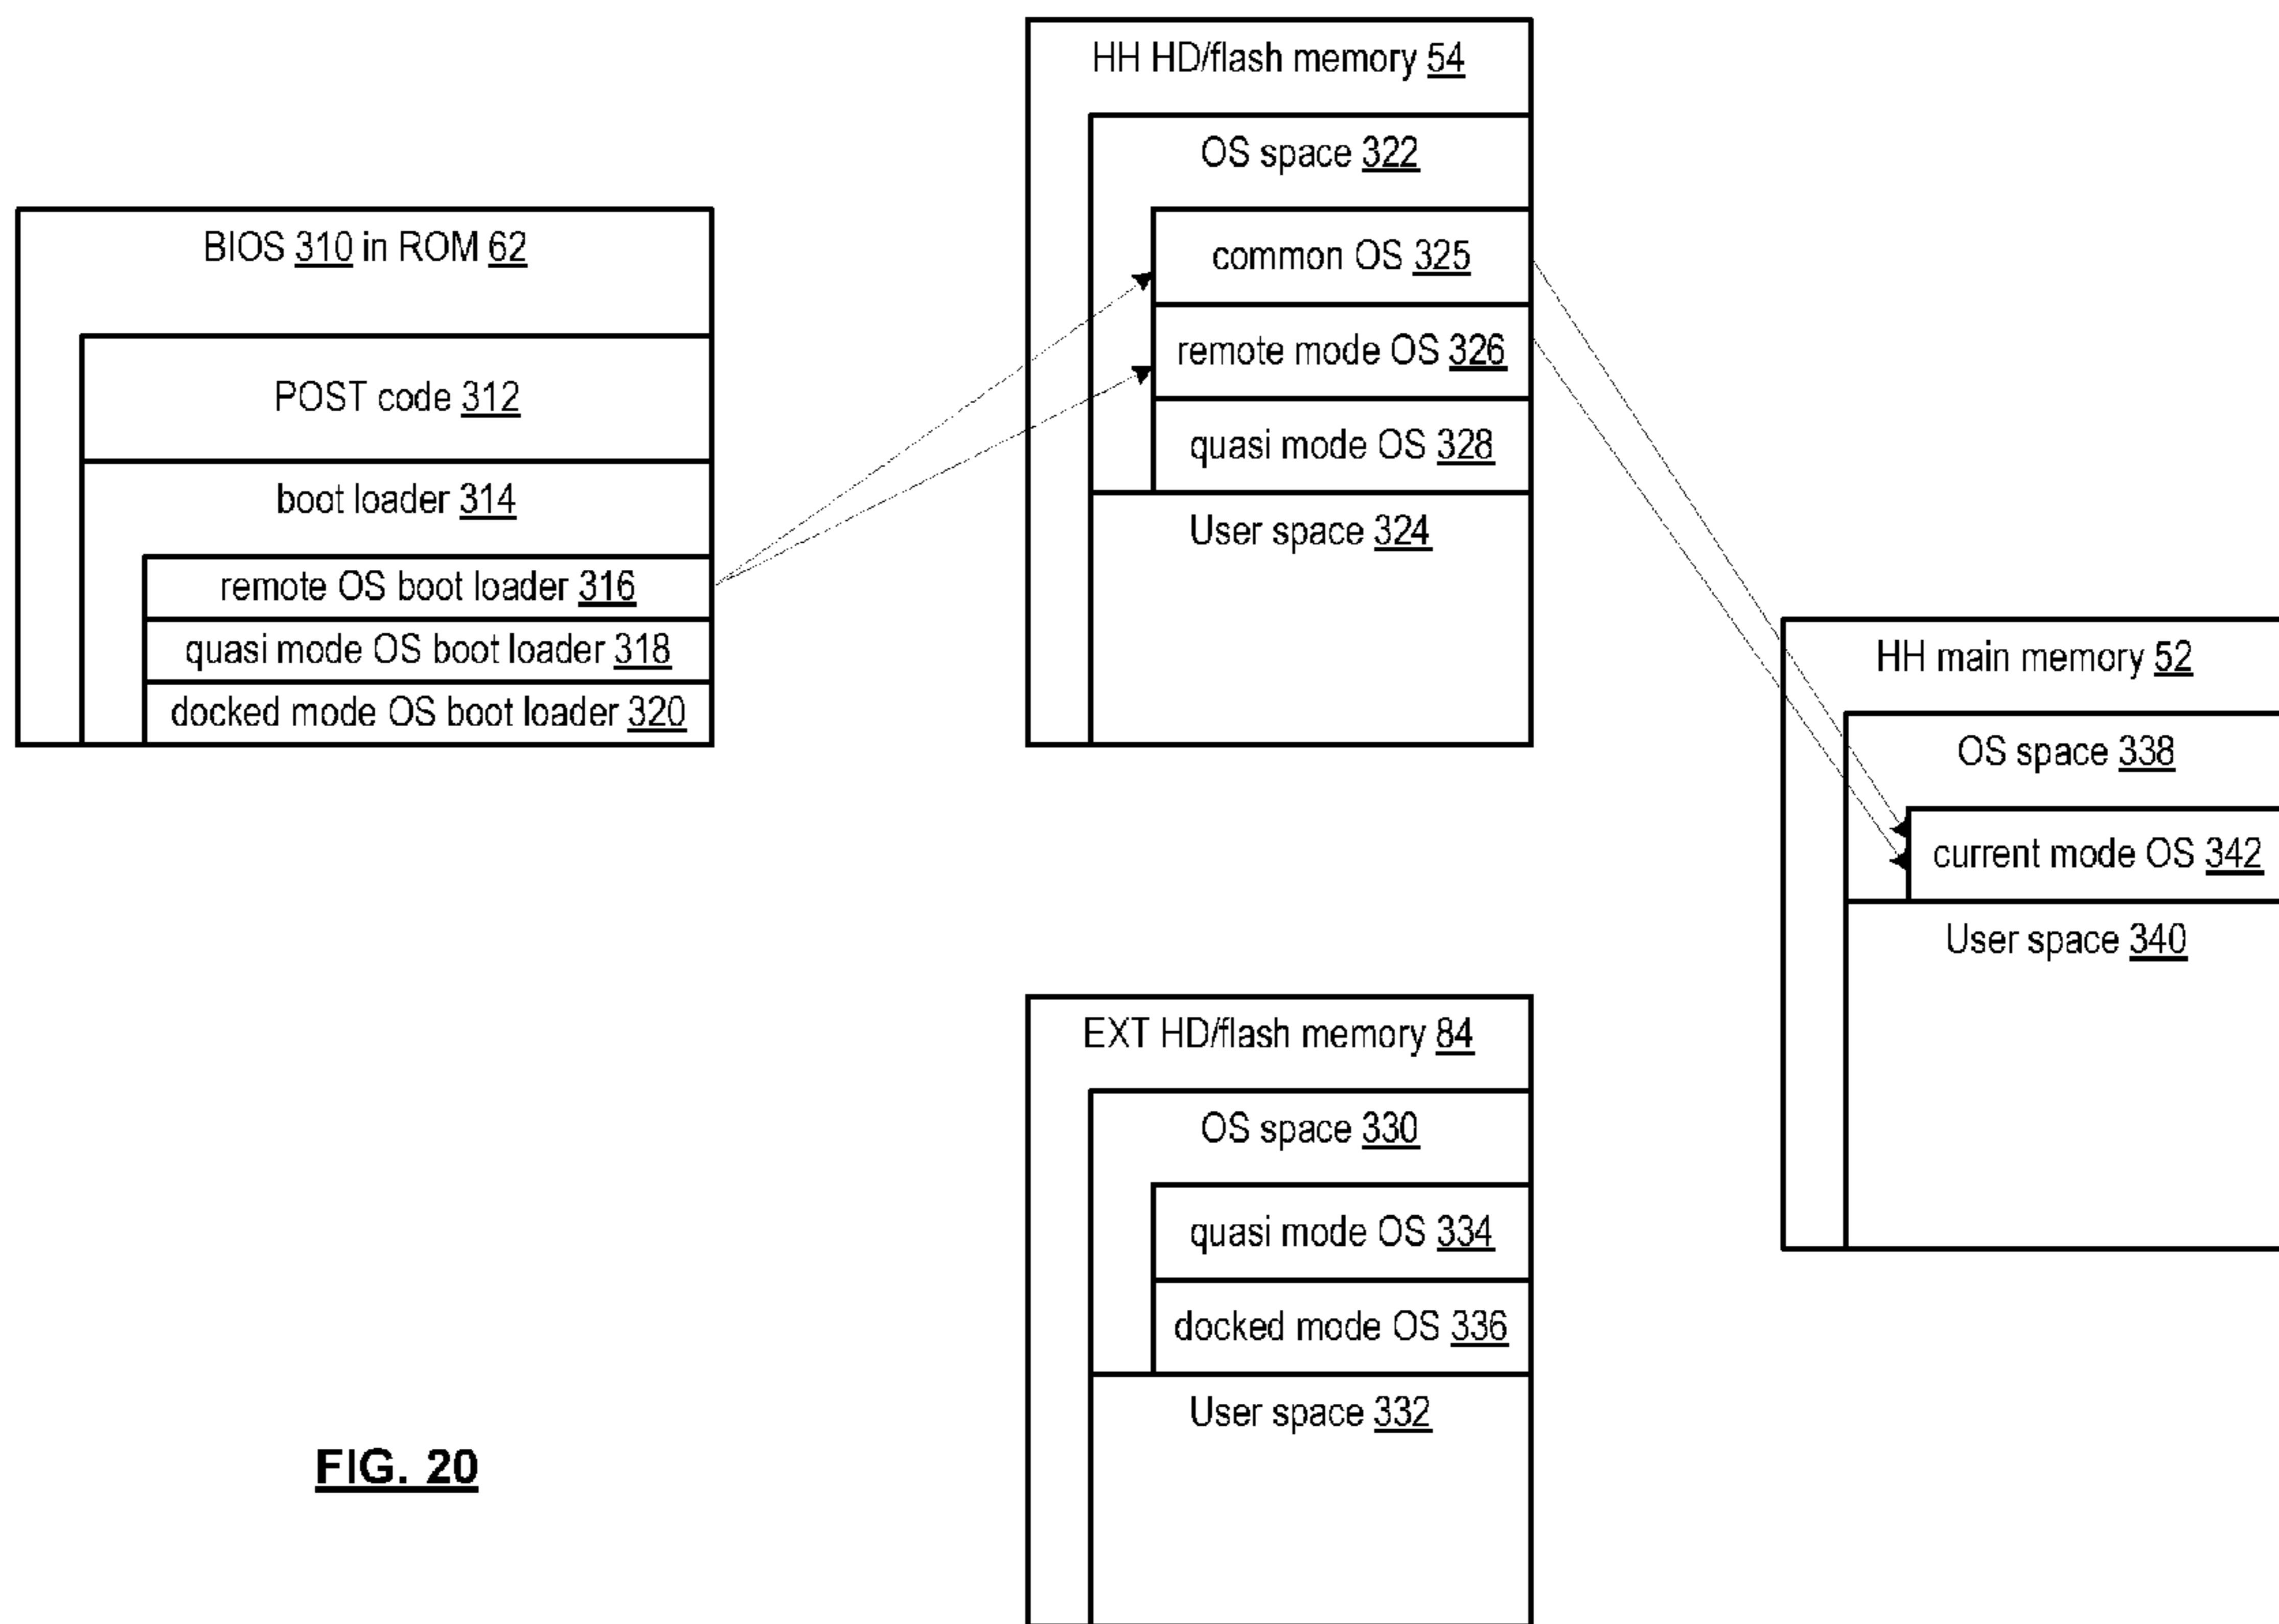 BIOS 310 in ROM 62
POST code 312
boot loader 314
remote OS boot loader 316
quasi mode OS boot loader 318
docked mode OS boot loader 320
HH HD/flash memory 54
OS space 322
common OS 325
remote mode OS 326
quasi mode OS 328
User space 324
HH main memory 52
OS space 338
current mode OS 342
User space 340
EXT HD/flash memory 84
OS space 330
quasi mode OS 334
docked mode OS 336
User space 332
FIG. 20